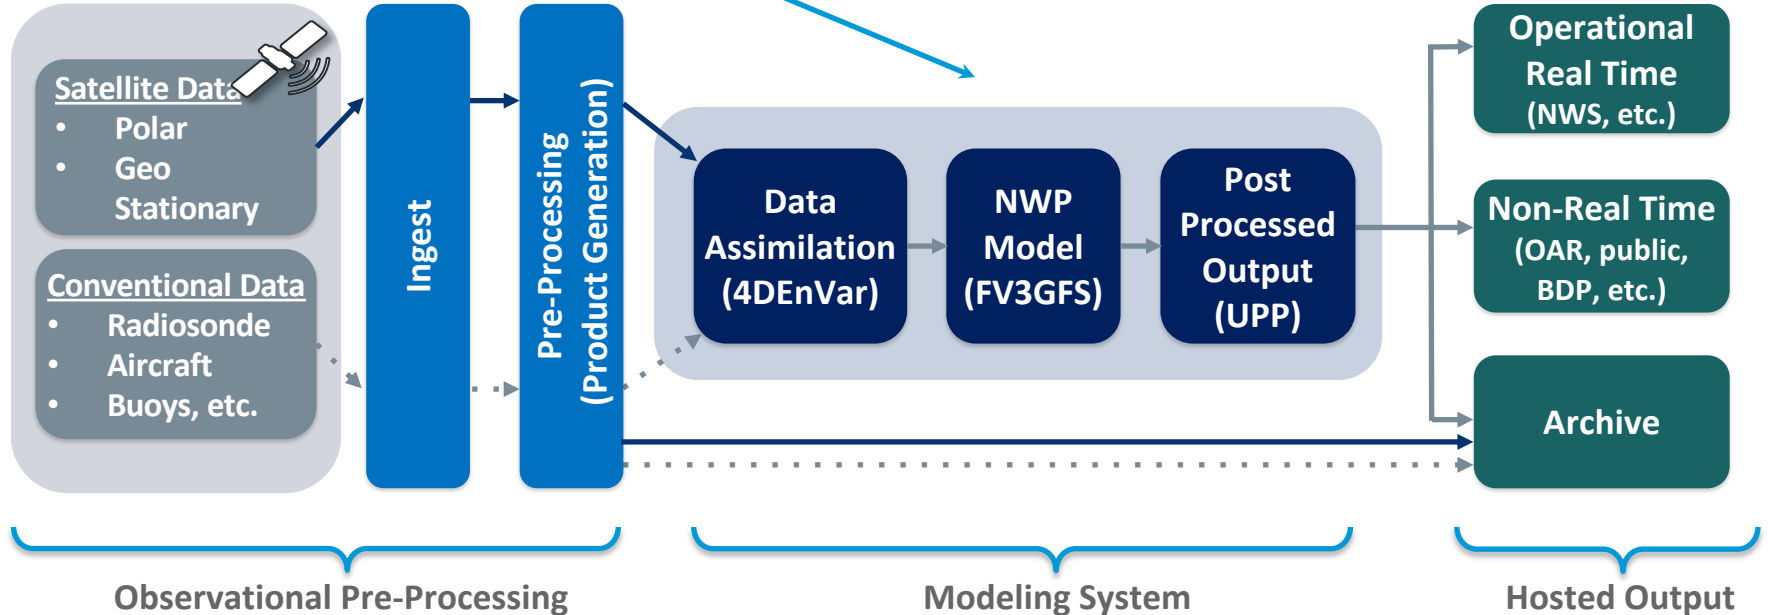 Satellite Data
• Polar
• Geo
Stationary
Conventional Data
• Radiosonde
• Aircraft
• Buoys, etc.
Ingest
Pre-Processing
(Product Generation)
Data
Assimilation
(4DEnVar)
NWP
Model
(FV3GFS)
Post
Processed
Output
(UPP)
Operational
Real Time
(NWS, etc.)
Non-Real Time
(OAR, public,
BDP, etc.)
Archive
Observational Pre-Processing
Modeling System
Hosted Output